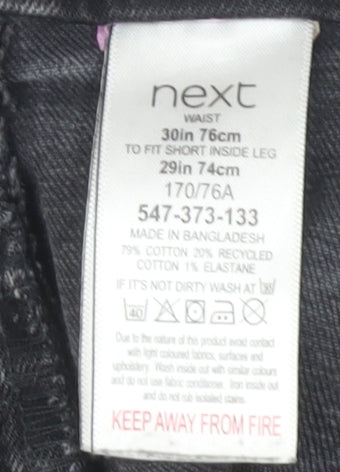 next
WAIST
30in 76cm
TO FIT SHORT INSIDE LEG
29in 74cm
170/76A
547-373-133
MADE IN BANGLADESH
79% COTTON 20% RECYCLED
COTTON 1% ELASTANE
IF IT'S NOT DIRTY WASH AT
40
Due to the nature of this product avoid contact
with light coloured fabrics, surfaces and
upholstery. Wash inside out with similar colours
and do not use fabric conditioner. Iron inside out
and do not rub isolated stains.
KEEP AWAY FROM FIRE